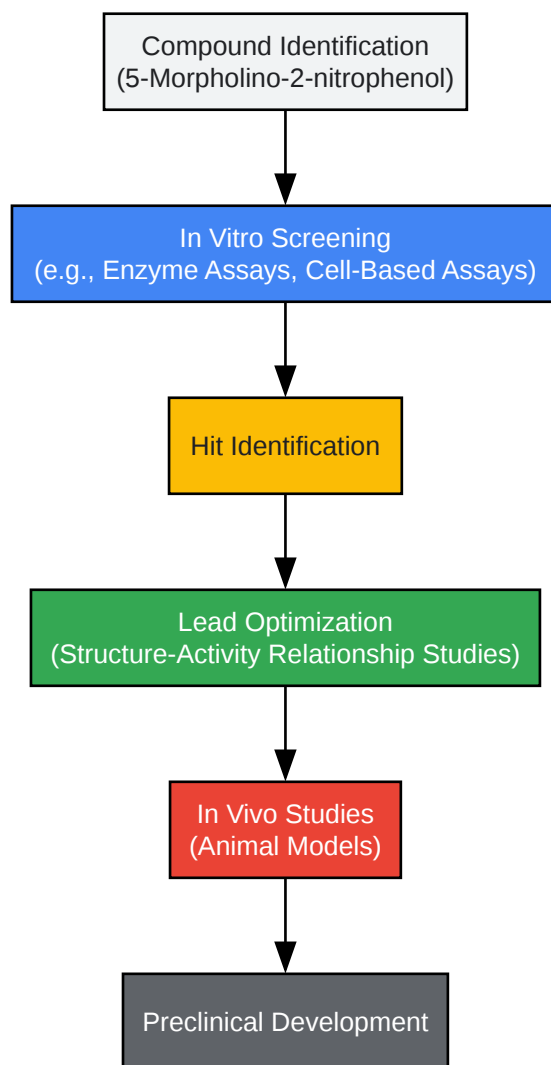 Compound Identification
(5-Morpholino-2-nitrophenol)
In Vitro Screening
(e.g., Enzyme Assays, Cell-Based Assays)
Hit Identification
Lead Optimization
(Structure-Activity Relationship Studies)
In Vivo Studies
(Animal Models)
Preclinical Development